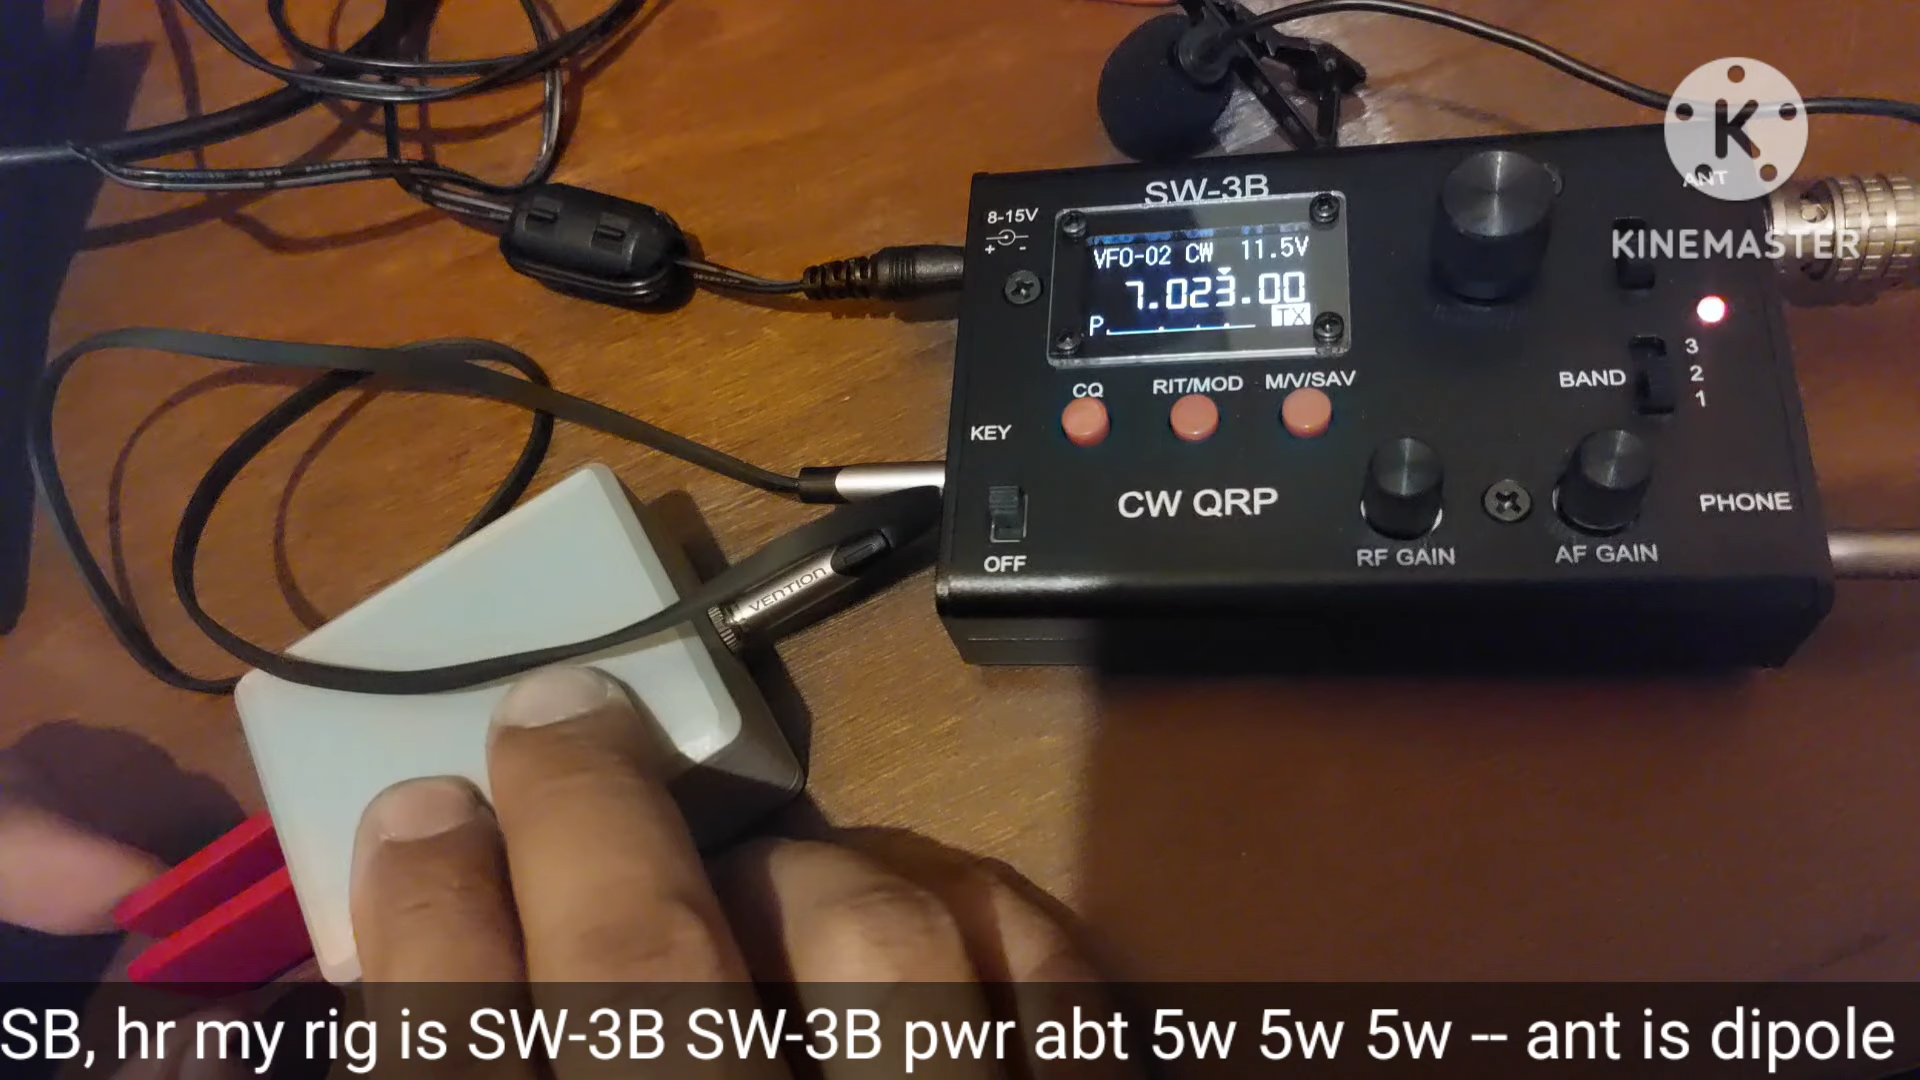 K
ANT
KINEMASTER
SW-3B
8-15V
+ -
VFO-02 CW 11.5V
7.023.00
P
TX
3
2
1
BAND
CQ
RIT/MOD
M/V/SAV
KEY
CW QRP
PHONE
OFF
RF GAIN
AF GAIN
VENTION
SB, hr my rig is SW-3B SW-3B pwr abt 5w 5w 5w -- ant is dipole